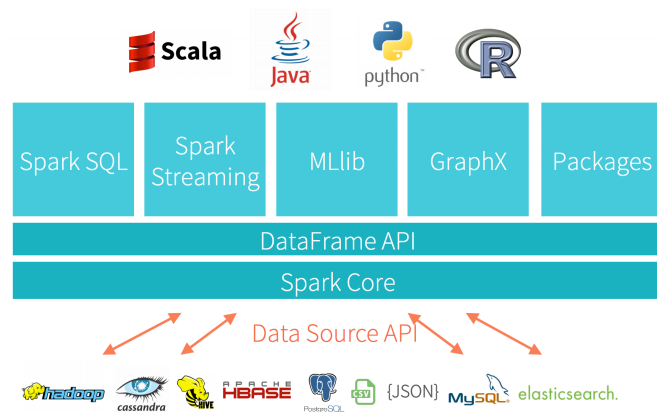 Scala
Java
python™
R
Spark SQL
Spark
Streaming
MLlib
GraphX
Packages
DataFrame API
Spark Core
Data Source API
hadoop
cassandra
HIVE
APACHE
HBASE
PostgreSQL
CSV
{JSON}
MySQL®
elasticsearch.